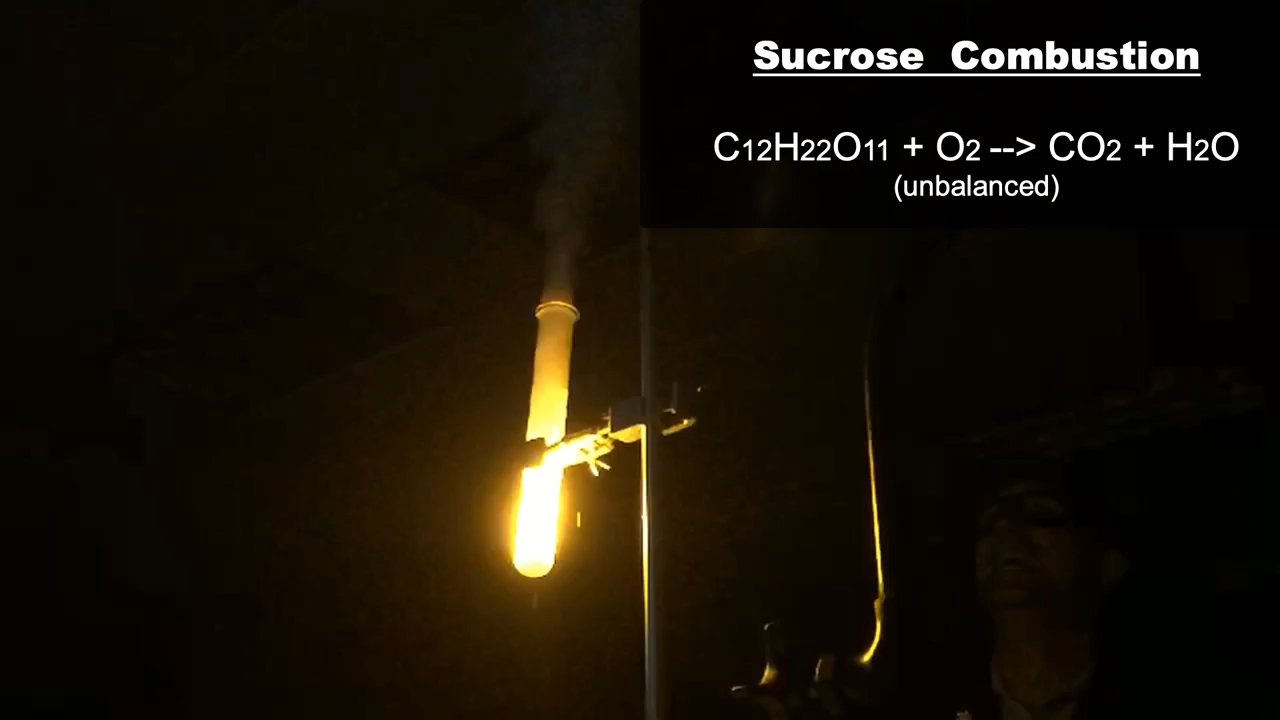 Sucrose Combustion
C12H22O11 + O2 --> CO2 + H2O
(unbalanced)